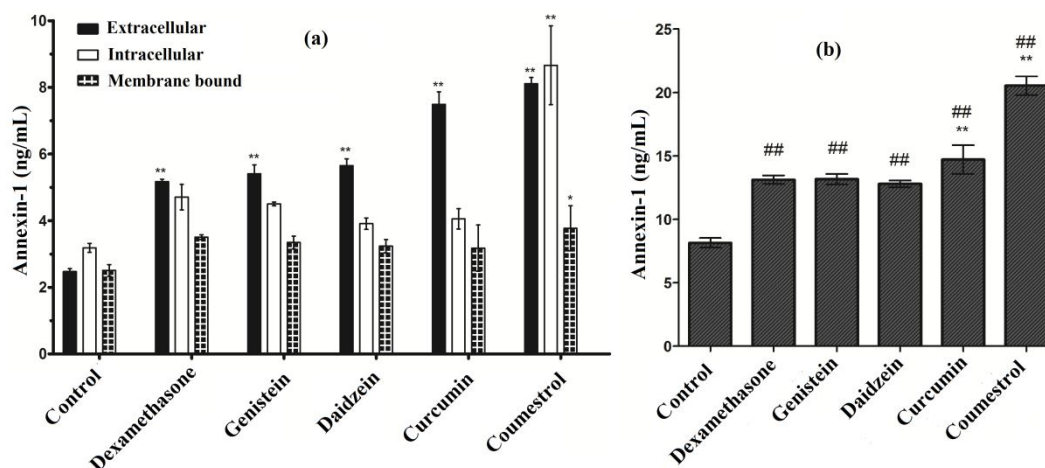 Annexin-1 (ng/mL)
10
8
6
4
2
0
Extracellular
Intracellular
Membrane bound
(a)
**
**
**
**
**
**
*
Control
Dexamethasone
Genistein
Daidzein
Curcumin
Coumestrol
Annexin-1 (ng/mL)
25
20
15
10
5
0
(b)
##
##
##
##
**
##
**
Control
Dexamethasone
Genistein
Daidzein
Curcumin
Coumestrol